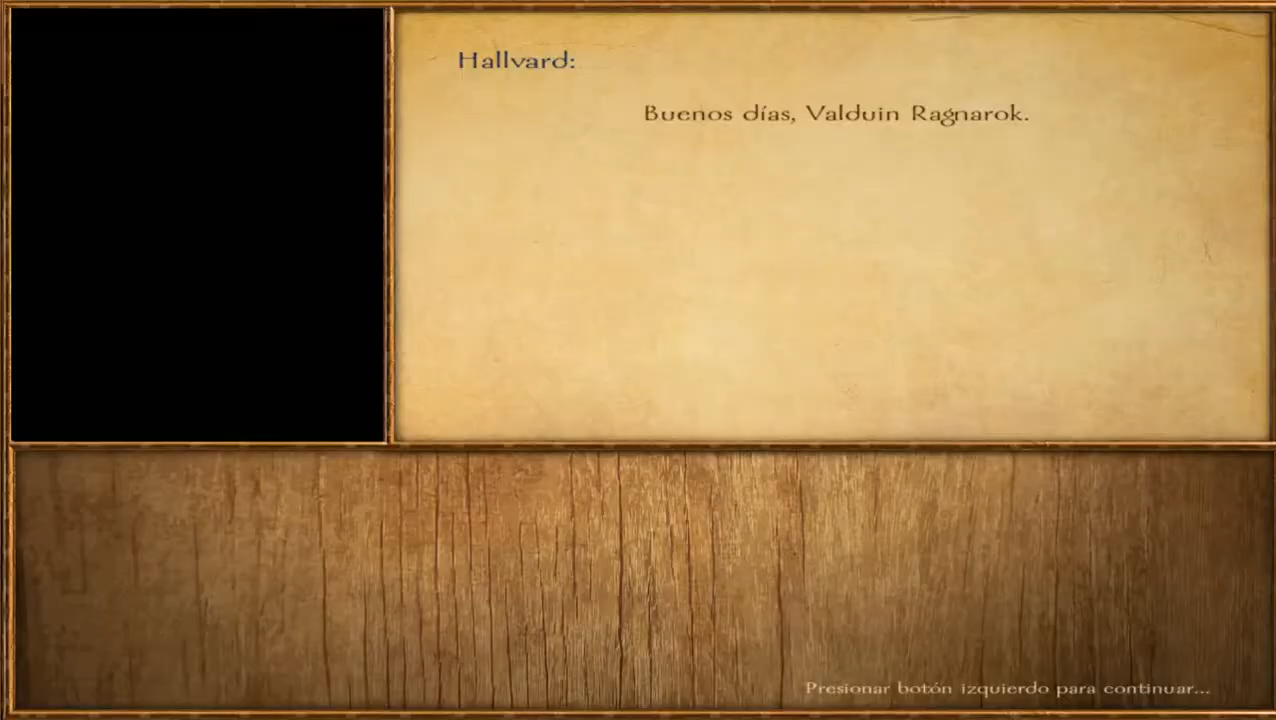 Hallvard:
Buenos días, Valduin Ragnarok.
Presionar botón izquierdo para continuar...